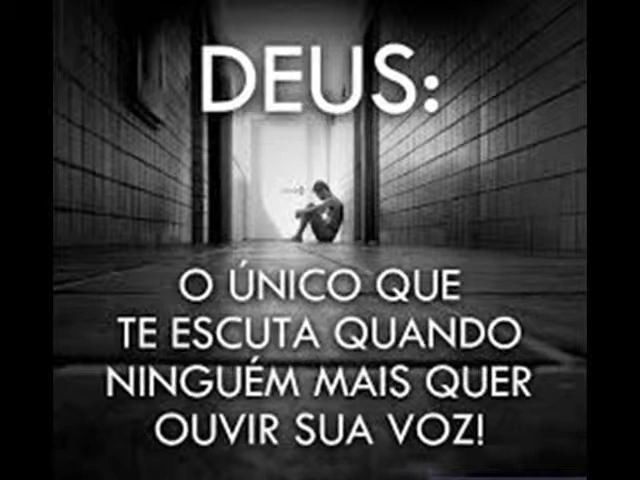 DEUS:
O ÚNICO QUE
TE ESCUTA QUANDO
NINGUÉM MAIS QUER
OUVIR SUA VOZ!